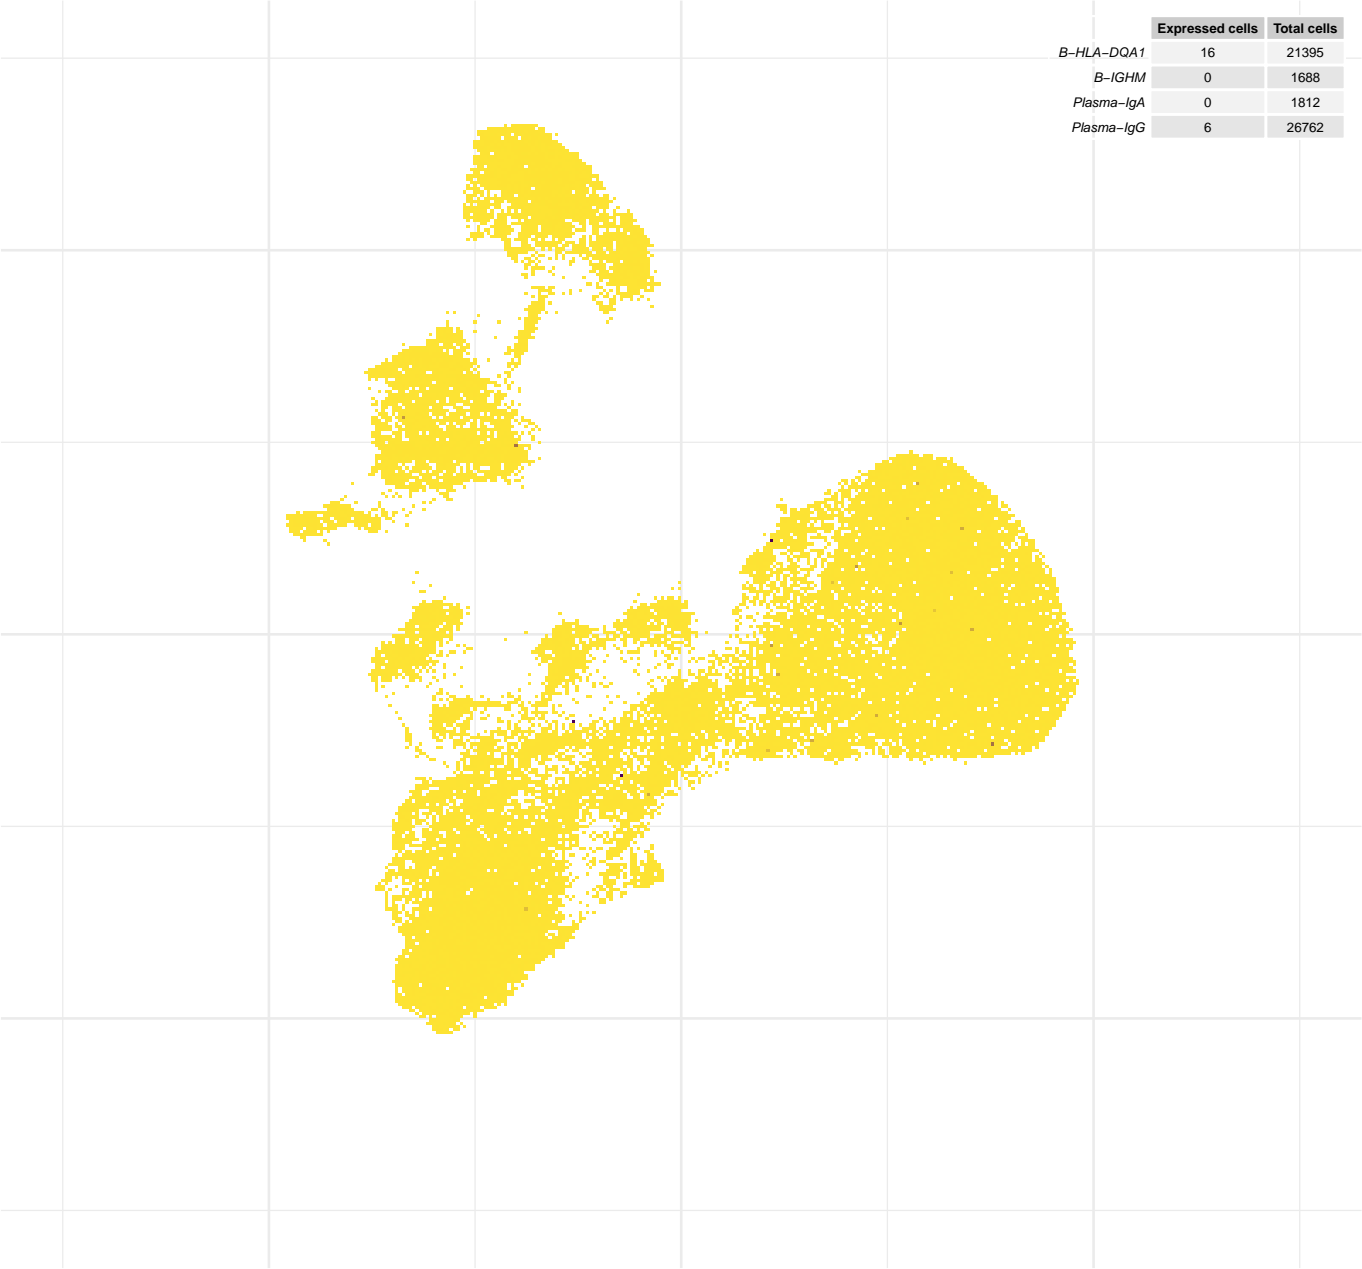 Expressed cells Total cells
B−HLA−DQA1 16 21395
B−IGHM 0 1688
Plasma−IgA 0 1812
Plasma−IgG 6 26762